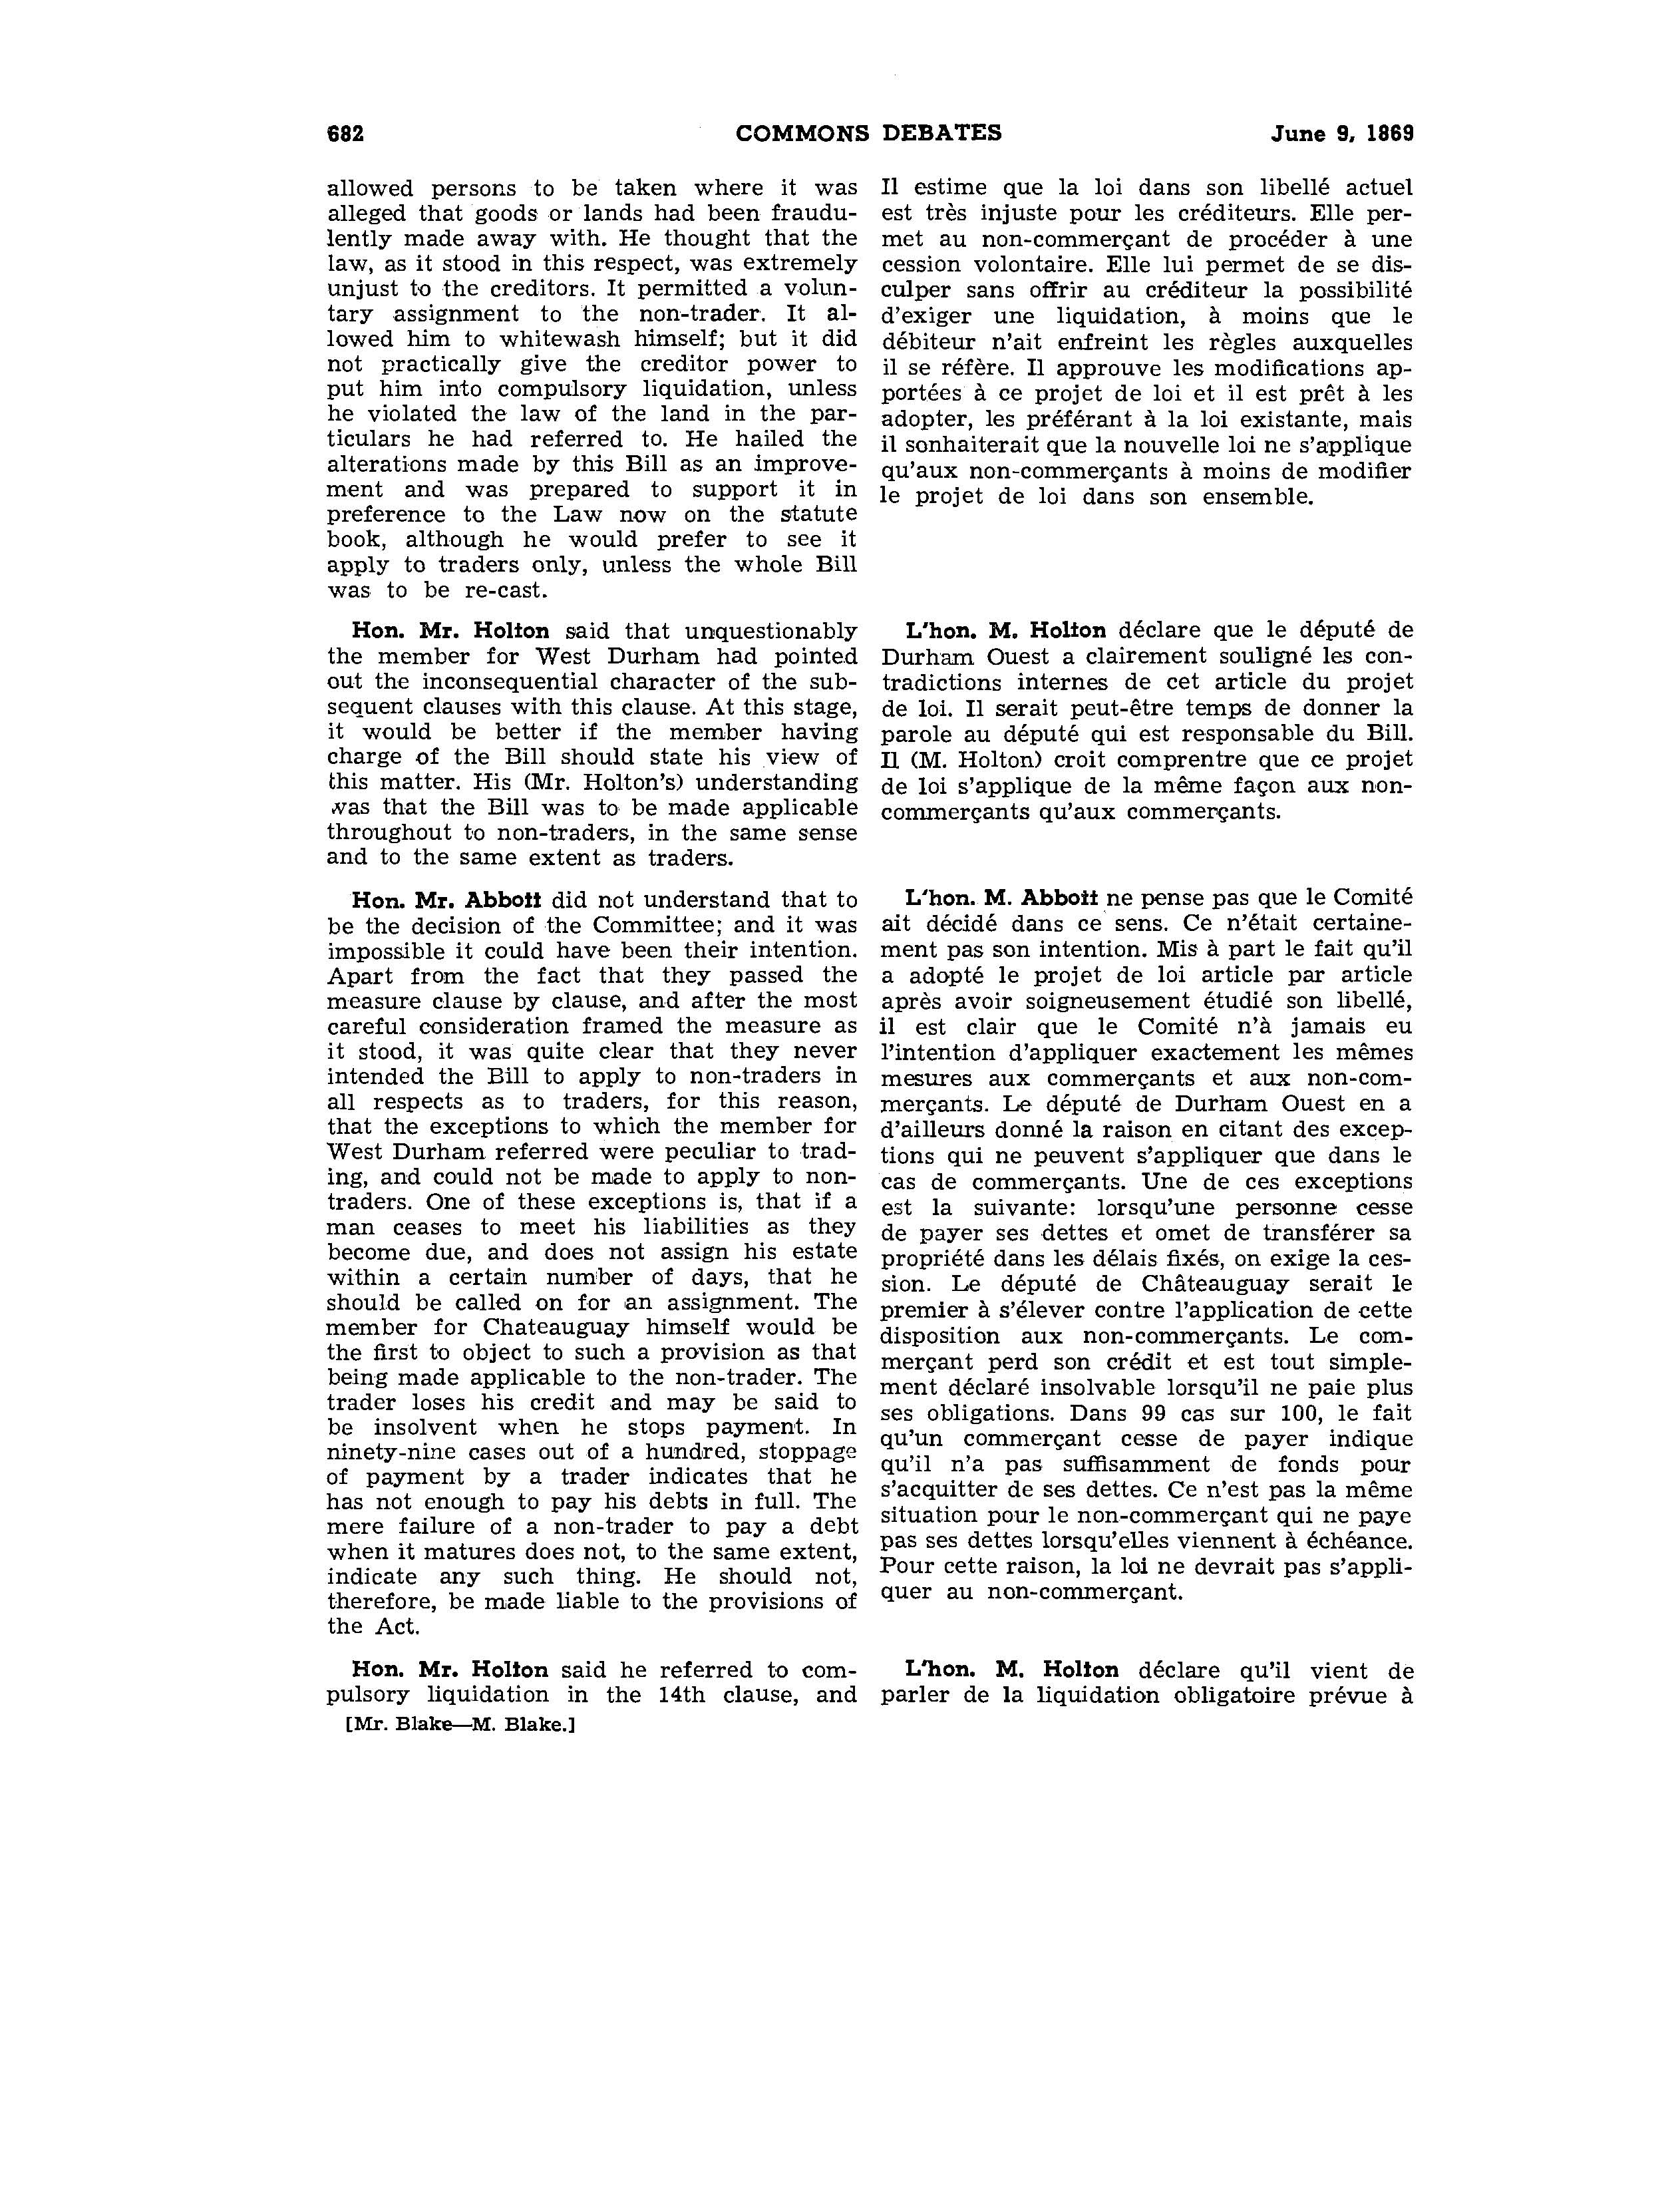 682 COMMONS DEBATES June 9, 1869
allowed persons to be taken where it was
alleged that goods or lands had been fraudu-
lently made away with. He thought that the
law, as it stood in this respect, was extremely
unjust to the creditors. It permitted a volun-
tary assignment to the non-trader. It al-
lowed him to whitewash himself; but it did
not practically give the creditor power to
put him into compulsory liquidation, unless
he violated the law of the land in the par-
ticulars he had referred to. He hailed the
alterations made by this Bill as an improve-
ment and was prepared to support it in
preference to the Law now on the statute
book, although he would prefer to see it
apply to traders only, unless the whole Bill
was to be re-cast.
Hon. Mr. Holton said that unquestionably
the member for West Durham had pointed
out the inconsequential character of the sub-
sequent clauses with this clause. At this stage,
it would be better if the member having
charge of the Bill should state his view of
this matter. His (Mr. Holton's) understanding
was that the Bill was to be made applicable
throughout to non-traders, in the same sense
and to the same extent as traders.
Hon. Mr. Abbott did not understand that to
be the decision of the Committee; and it was
impossible it could have been their intention.
Apart from the fact that they passed the
measure clause by clause, and after the most
careful consideration framed the measure as
it stood, it was quite clear that they never
intended the Bill to apply to non-traders in
all respects as to traders, for this reason,
that the exceptions to which the member for
West Durham referred were peculiar to trad-
ing, and could not be made to apply to non-
traders. One of these exceptions is, that if a
man ceases to meet his liabilities as they
become due, and does not assign his estate
within a certain number of days, that he
should be called on for an assignment. The
member for Chateauguay himself would be
the first to object to such a provision as that
being made applicable to the non-trader. The
trader loses his credit and may be said to
be insolvent when he stops payment. In
ninety-nine cases out of a hundred, stoppage
of payment by a trader indicates that he
has not enough to pay his debts in full. The
mere failure of a non-trader to pay a debt
when it matures does not, to the same extent,
indicate any such thing. He should not,
therefore, be made liable to the provisions of
the Act.
Hon. Mr. Holton said he referred to com-
pulsory liquidation in the 14th clause, and
[Mr. Blake—M. Blake.]
Il estime que la loi dans son libellé actuel
est très injuste pour les créditeurs. Elle per-
met au non-commerçant de procéder à une
cession volontaire. Elle lui permet de se dis-
culper sans offrir au créditeur la possibilité
d'exiger une liquidation, à moins que le
débiteur n'ait enfreint les règles auxquelles
il se réfère. Il approuve les modifications ap-
portées à ce projet de loi et il est prêt à les
adopter, les préférant à la loi existante, mais
il sonhaiterait que la nouvelle loi ne s'applique
qu'aux non-commerçants à moins de modifier
le projet de loi dans son ensemble.
L'hon. M. Holton déclare que le député de
Durham Ouest a clairement souligné les con-
tradictions internes de cet article du projet
de loi. Il serait peut-être temps de donner la
parole au député qui est responsable du Bill.
Il (M. Holton) croit comprentre que ce projet
de loi s'applique de la même façon aux non-
commerçants qu'aux commerçants.
L'hon. M. Abbott ne pense pas que le Comité
ait décidé dans ce sens. Ce n'était certaine-
ment pas son intention. Mis à part le fait qu'il
a adopté le projet de loi article par article
après avoir soigneusement étudié son libellé,
il est clair que le Comité n'à jamais eu
l'intention d'appliquer exactement les mêmes
mesures aux commerçants et aux non-com-
merçants. Le député de Durham Ouest en a
d'ailleurs donné la raison en citant des excep-
tions qui ne peuvent s'appliquer que dans le
cas de commerçants. Une de ces exceptions
est la suivante: lorsqu'une personne cesse
de payer ses dettes et omet de transférer sa
propriété dans les délais fixés, on exige la ces-
sion. Le député de Châteauguay serait le
premier à s'élever contre l'application de cette
disposition aux non-commerçants. Le com-
merçant perd son crédit et est tout simple-
ment déclaré insolvable lorsqu'il ne paie plus
ses obligations. Dans 99 cas sur 100, le fait
qu'un commerçant cesse de payer indique
qu'il n'a pas suffisamment de fonds pour
s'acquitter de ses dettes. Ce n'est pas la même
situation pour le non-commerçant qui ne paye
pas ses dettes lorsqu'elles viennent à échéance.
Pour cette raison, la loi ne devrait pas s'appli-
quer au non-commerçant.
L'hon. M. Holton déclare qu'il vient de
parler de la liquidation obligatoire prévue à